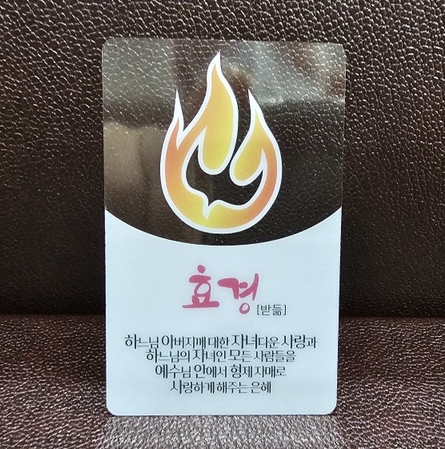 효경
[받듦]
하느님 아버지께 대한 자녀다운 사랑과
하느님의 자녀인 모든 사람들을
예수님 안에서 형제 자매로
사랑하게 해주는 은혜